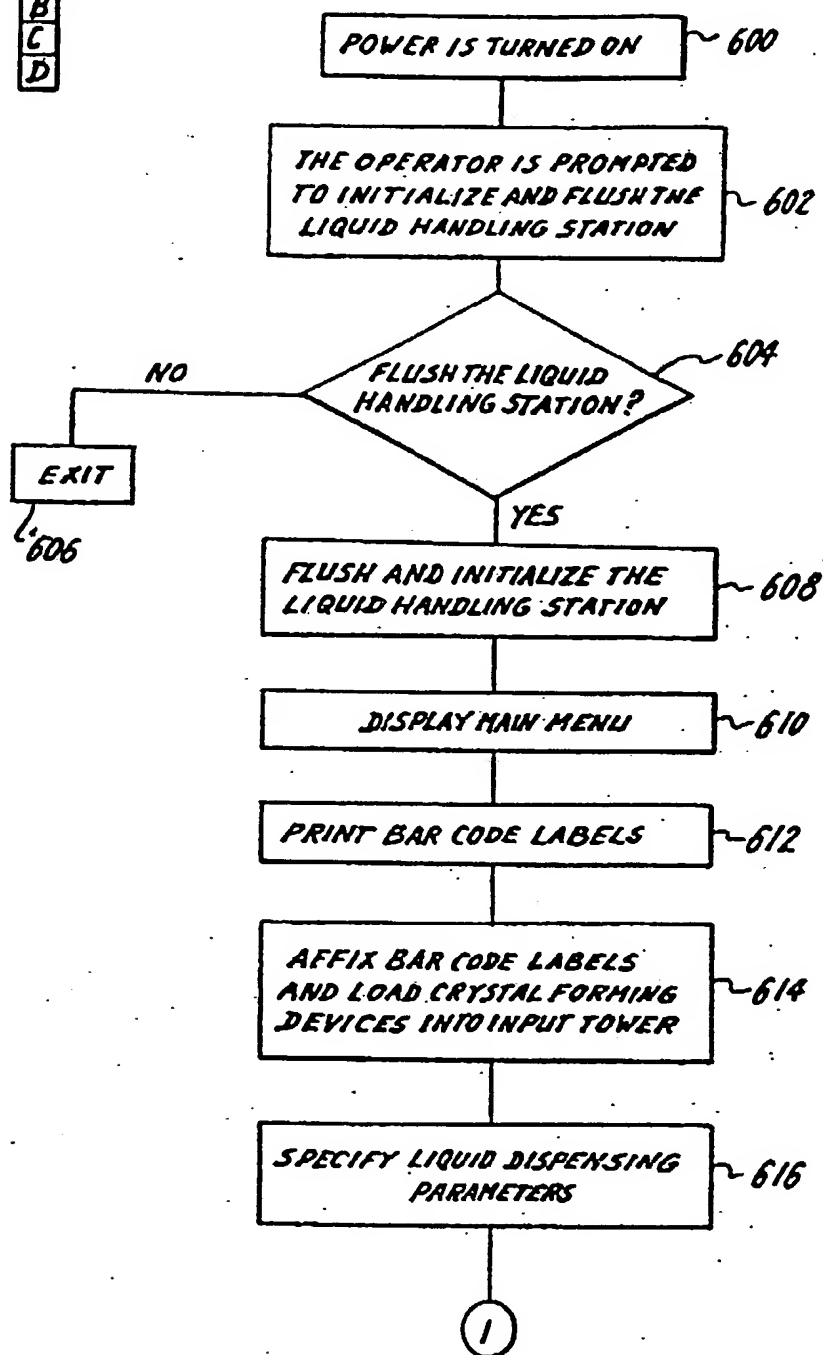 B
C
D
POWER IS TURNED ON
600
THE OPERATOR IS PROMPTED
TO INITIALIZE AND FLUSH THE
LIQUID HANDLING STATION
602
FLUSH THE LIQUID
HANDLING STATION?
604
NO
EXIT
606
YES
FLUSH AND INITIALIZE THE
LIQUID HANDLING STATION
608
DISPLAY MAIN MENU
610
PRINT BAR CODE LABELS
612
AFFIX BAR CODE LABELS
AND LOAD CRYSTAL FORMING
DEVICES INTO INPUT TOWER
614
SPECIFY LIQUID DISPENSING
PARAMETERS
616
1